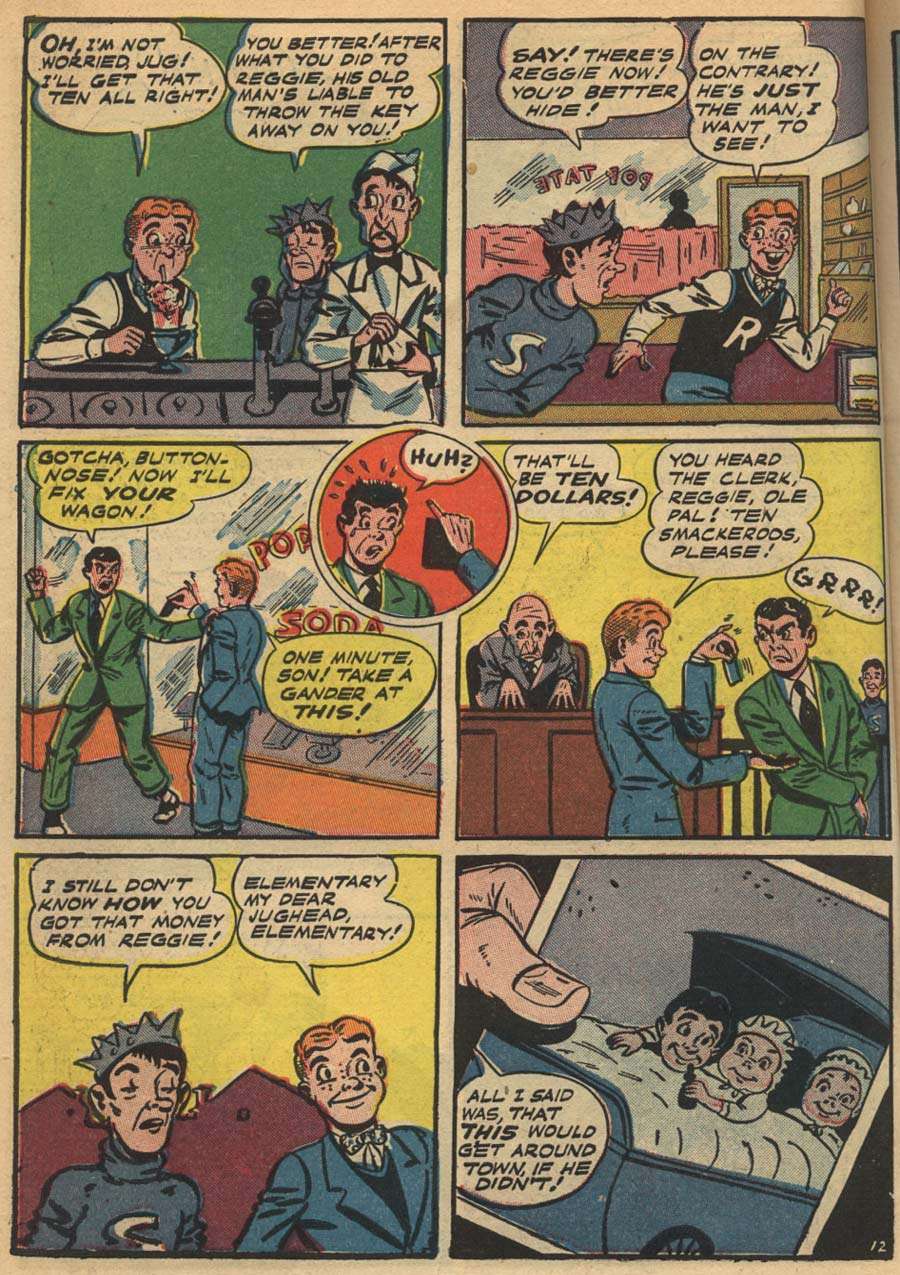 OH, I'M NOT
WORRIED, JUG!
I'LL GET THAT
TEN ALL RIGHT!
YOU BETTER! AFTER
WHAT YOU DID TO
REGGIE, HIS OLD
MAN'S LIABLE TO
THROW THE KEY
AWAY ON YOU!
SAY! THERE'S
REGGIE NOW!
YOU'D BETTER
HIDE!
ON THE
CONTRARY!
HE'S JUST
THE MAN, I
WANT TO
SEE!
POP TATE
S
R
GOTCHA, BUTTON-
NOSE! NOW I'LL
FIX YOUR
WAGON!
POP
SODA
ONE MINUTE,
SON! TAKE A
GANDER AT
THIS!
HUH?
THAT'LL
BE TEN
DOLLARS!
YOU HEARD
THE CLERK,
REGGIE, OLE
PAL! TEN
SMACKEROOS,
PLEASE!
GRRR!
I STILL DON'T
KNOW HOW YOU
GOT THAT MONEY
FROM REGGIE!
ELEMENTARY
MY DEAR
JUGHEAD,
ELEMENTARY!
S
ALL I SAID
WAS, THAT
THIS WOULD
GET AROUND
TOWN, IF HE
DIDN'T!
12